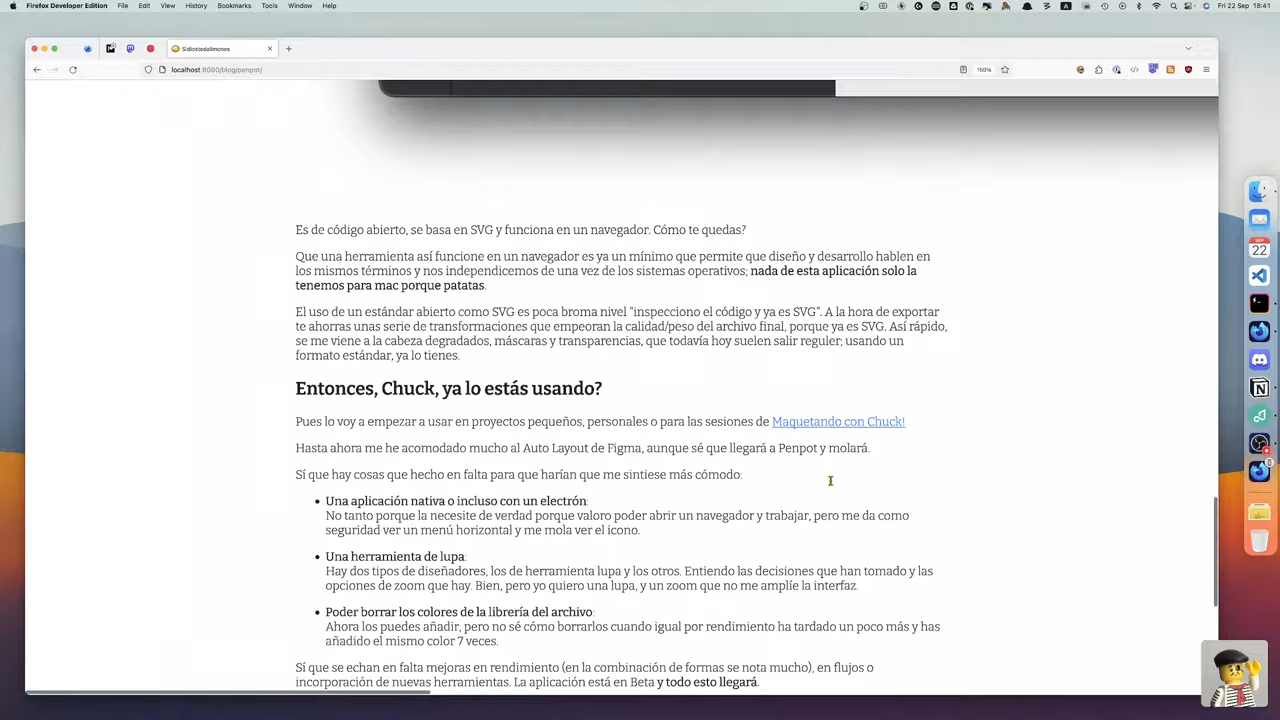 Firefox Developer Edition File Edit View History Bookmarks Tools Window Help
Fri 22 Sep 18:41
Sidiostedalimonos
localhost:8080/blog/penpot/
150%
Es de código abierto, se basa en SVG y funciona en un navegador. Cómo te quedas?
Que una herramienta así funcione en un navegador es ya un mínimo que permite que diseño y desarrollo hablen en
los mismos términos y nos independicemos de una vez de los sistemas operativos; nada de esta aplicación solo la
tenemos para mac porque patatas.
El uso de un estándar abierto como SVG es poca broma nivel "inspecciono el código y ya es SVG". A la hora de exportar
te ahorras unas serie de transformaciones que empeoran la calidad/peso del archivo final, porque ya es SVG. Así rápido,
se me viene a la cabeza degradados, máscaras y transparencias, que todavía hoy suelen salir reguler; usando un
formato estándar, ya lo tienes.
Entonces, Chuck, ya lo estás usando?
Pues lo voy a empezar a usar en proyectos pequeños, personales o para las sesiones de Maquetando con Chuck!
Hasta ahora me he acomodado mucho al Auto Layout de Figma, aunque sé que llegará a Penpot y molará.
Sí que hay cosas que hecho en falta para que harían que me sintiese más cómodo:
• Una aplicación nativa o incluso con un electrón:
No tanto porque la necesite de verdad porque valoro poder abrir un navegador y trabajar, pero me da como
seguridad ver un menú horizontal y me mola ver el icono.
• Una herramienta de lupa:
Hay dos tipos de diseñadores, los de herramienta lupa y los otros. Entiendo las decisiones que han tomado y las
opciones de zoom que hay. Bien, pero yo quiero una lupa, y un zoom que no me amplíe la interfaz.
• Poder borrar los colores de la librería del archivo:
Ahora los puedes añadir, pero no sé cómo borrarlos cuando igual por rendimiento ha tardado un poco más y has
añadido el mismo color 7 veces.
Sí que se echan en falta mejoras en rendimiento (en la combinación de formas se nota mucho), en flujos o
incorporación de nuevas herramientas. La aplicación está en Beta y todo esto llegará.
22